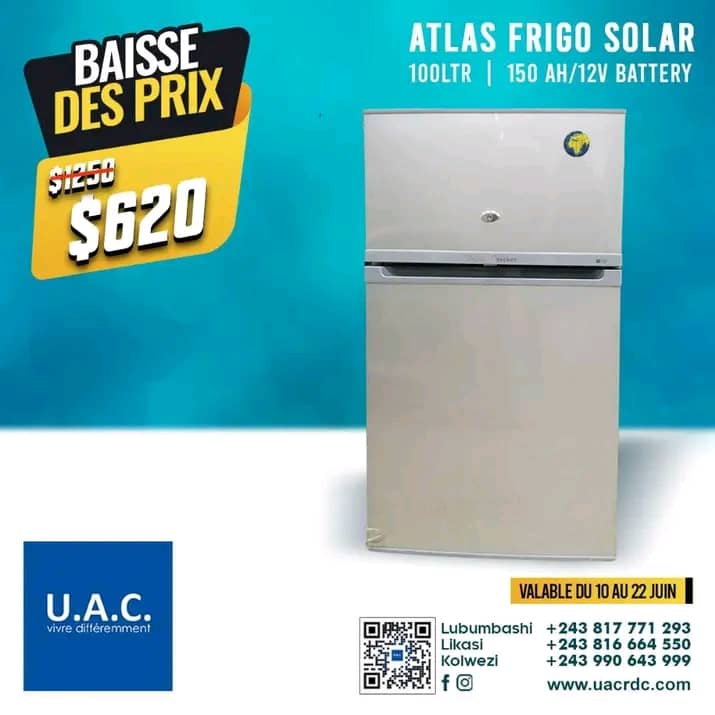 BAISSE
DES PRIX
$1250
$620
ATLAS FRIGO SOLAR
100LTR | 150 AH/12V BATTERY
U.A.C.
vivre différemment
VALABLE DU 10 AU 22 JUIN
Lubumbashi +243 817 771 293
Likasi +243 816 664 550
Kolwezi +243 990 643 999
www.uacrdc.com